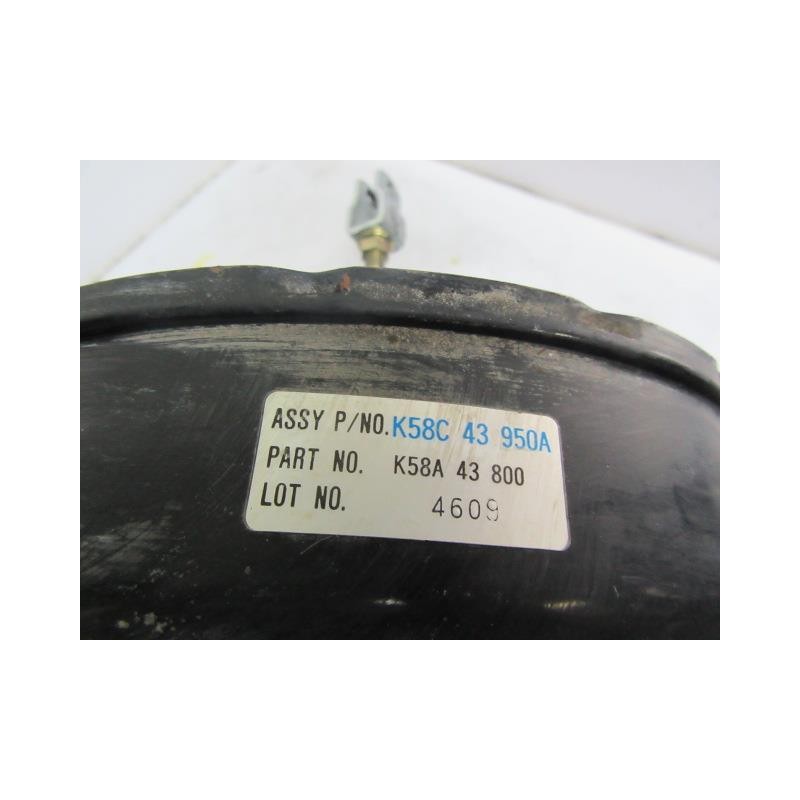 ASSY P/NO. K58C 43 950A
PART NO. K58A 43 800
LOT NO. 4609